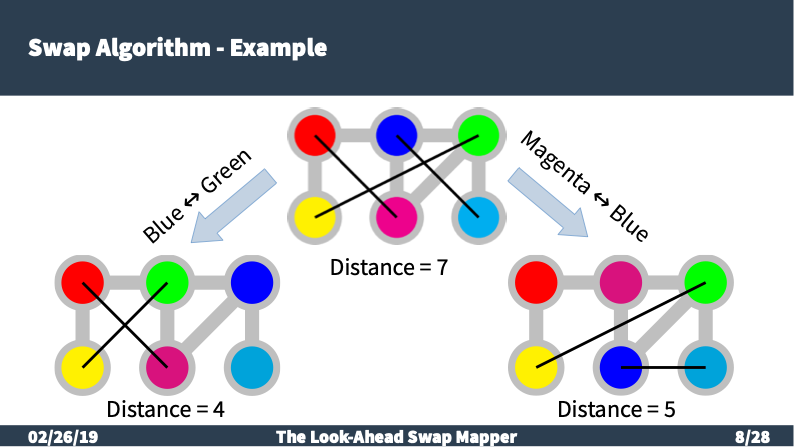 Swap Algorithm - Example
Blue ↔ Green
Magenta ↔ Blue
Distance = 7
Distance = 4
Distance = 5
02/26/19
The Look-Ahead Swap Mapper
8/28